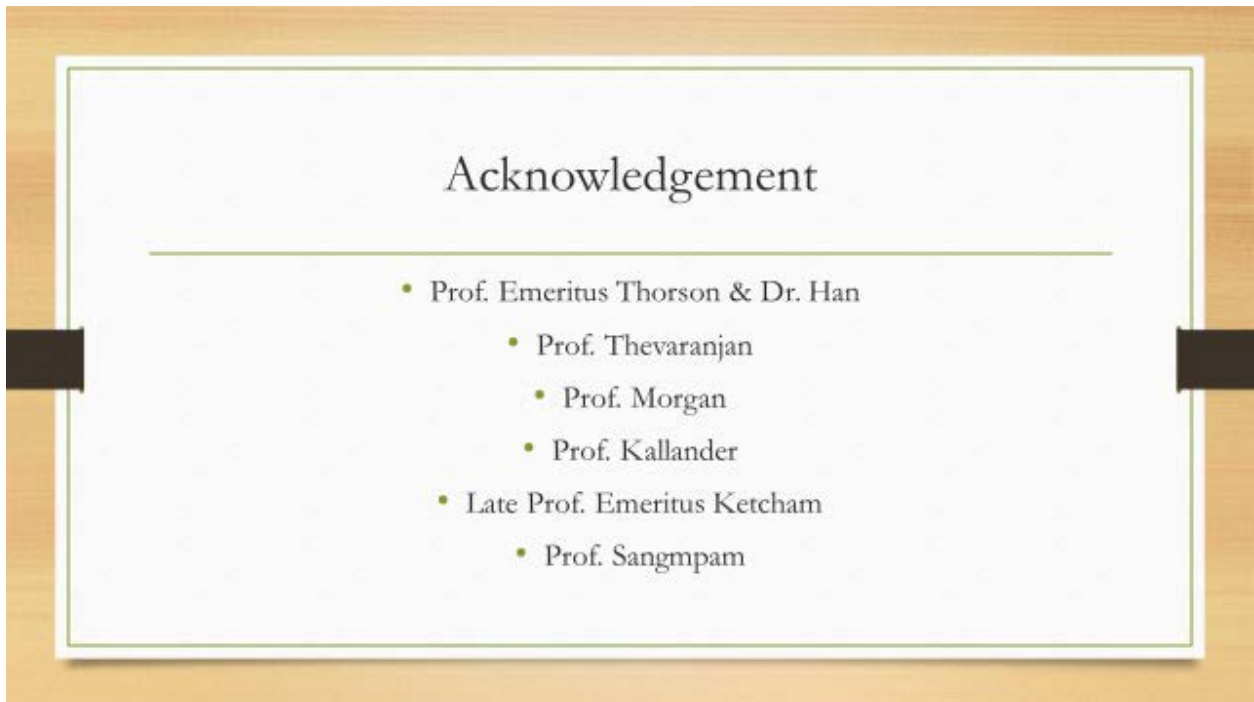 Acknowledgement
• Prof. Emeritus Thorson & Dr. Han
• Prof. Thevaranjan
• Prof. Morgan
• Prof. Kallander
• Late Prof. Emeritus Ketcham
• Prof. Sangmpam